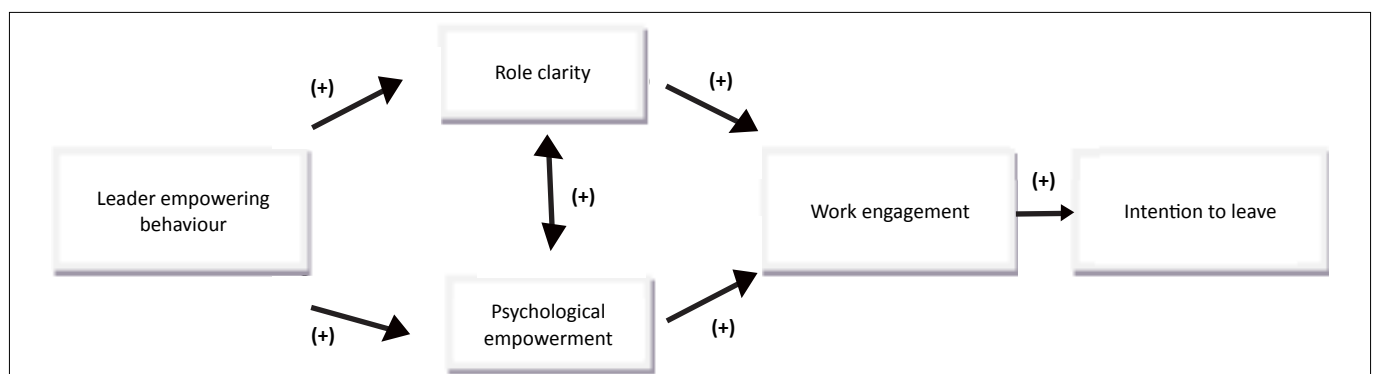 (+)
Role clarity
(+)
Leader empowering
behaviour
(+)
Work engagement
(+)
Intention to leave
(+)
Psychological
empowerment
(+)